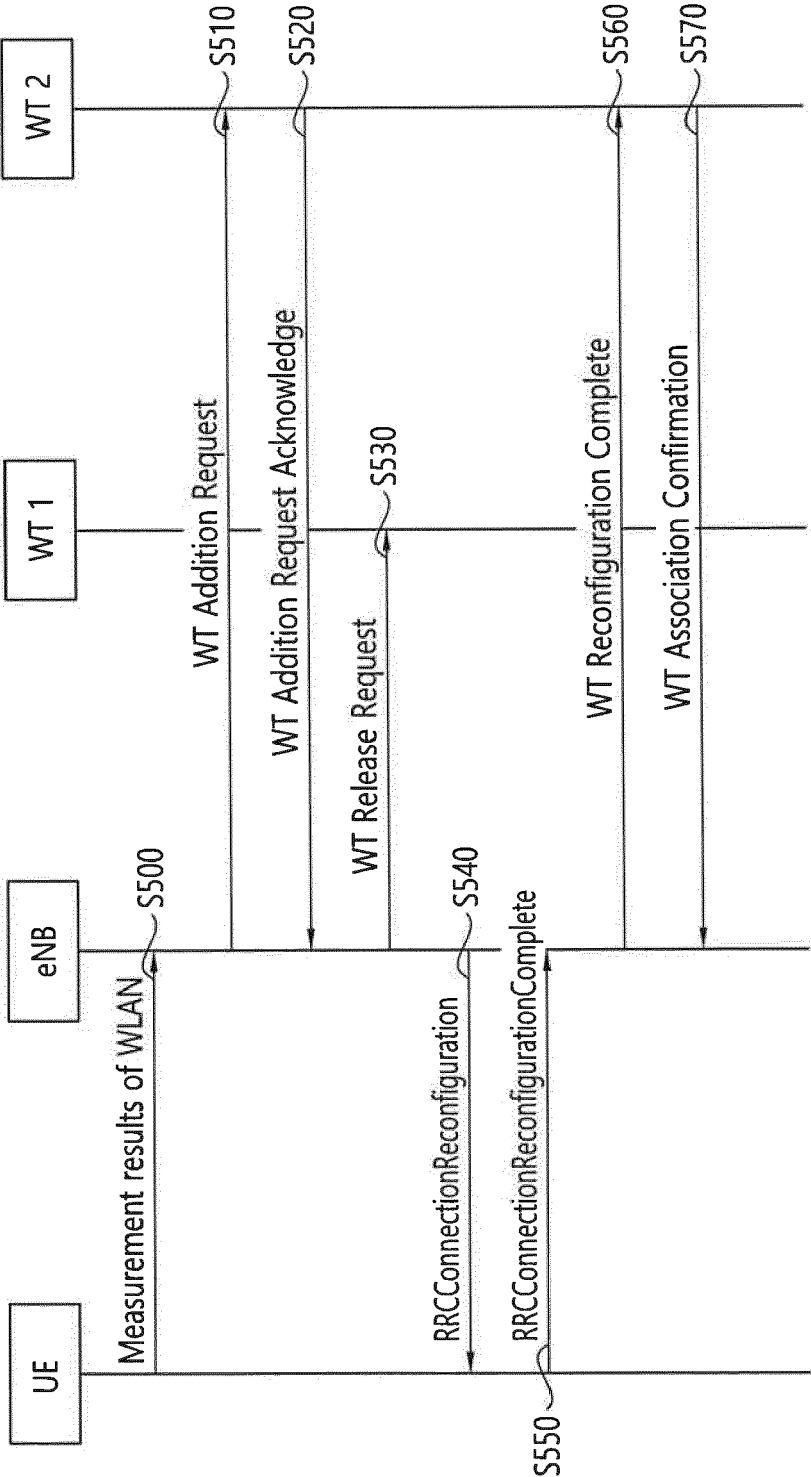 UE
eNB
WT 1
WT 2
Measurement results of WLAN
S500
WT Addition Request
S510
WT Addition Request Acknowledge
S520
WT Release Request
S530
RRCConnectionReconfiguration
S540
RRCConnectionReconfigurationComplete
S550
WT Reconfiguration Complete
S560
WT Association Confirmation
S570